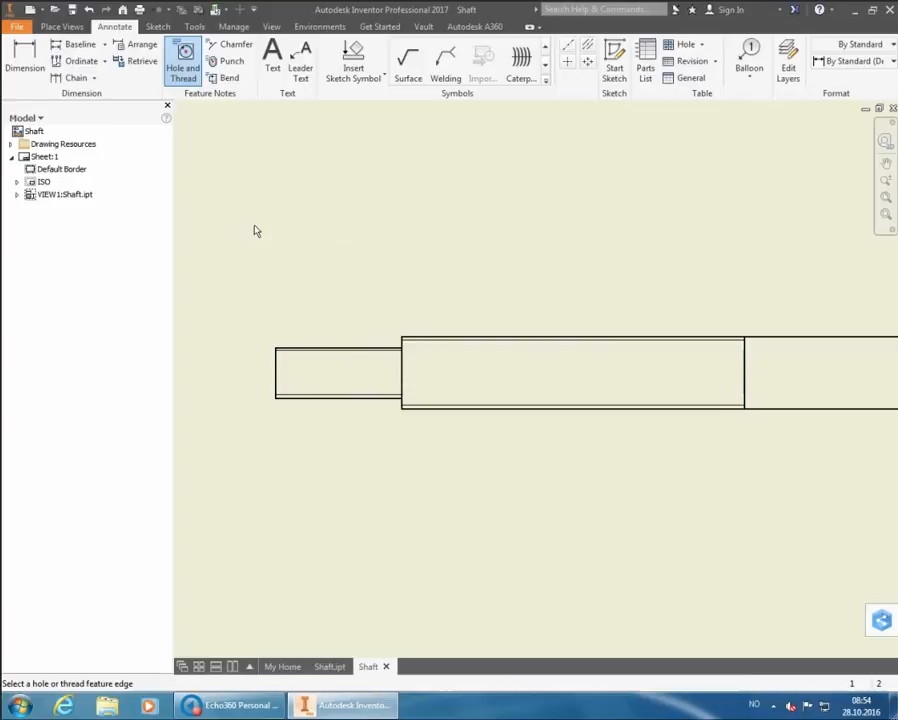 Autodesk Inventor Professional 2017 Shaft
Search Help & Commands...
Sign In
File Place Views Annotate Sketch Tools Manage View Environments Get Started Vault Autodesk A360
Dimension
Baseline
Ordinate
Chain
Arrange
Retrieve
Dimension
Hole and
Thread
Chamfer
Punch
Bend
Feature Notes
Text
Leader
Text
Text
Insert
Sketch Symbol
Surface
Welding
Impor...
Caterp...
Symbols
Start
Sketch
Sketch
Parts
List
Hole
Revision
General
Table
Balloon
1
Edit
Layers
By Standard
By Standard (De
Format
Model
Shaft
Drawing Resources
Sheet:1
Default Border
ISO
VIEW1:Shaft.ipt
My Home Shaft.ipt Shaft
Select a hole or thread feature edge
1 2
Echo360 Personal ...
Autodesk Invento...
NO
08:54
28.10.2016